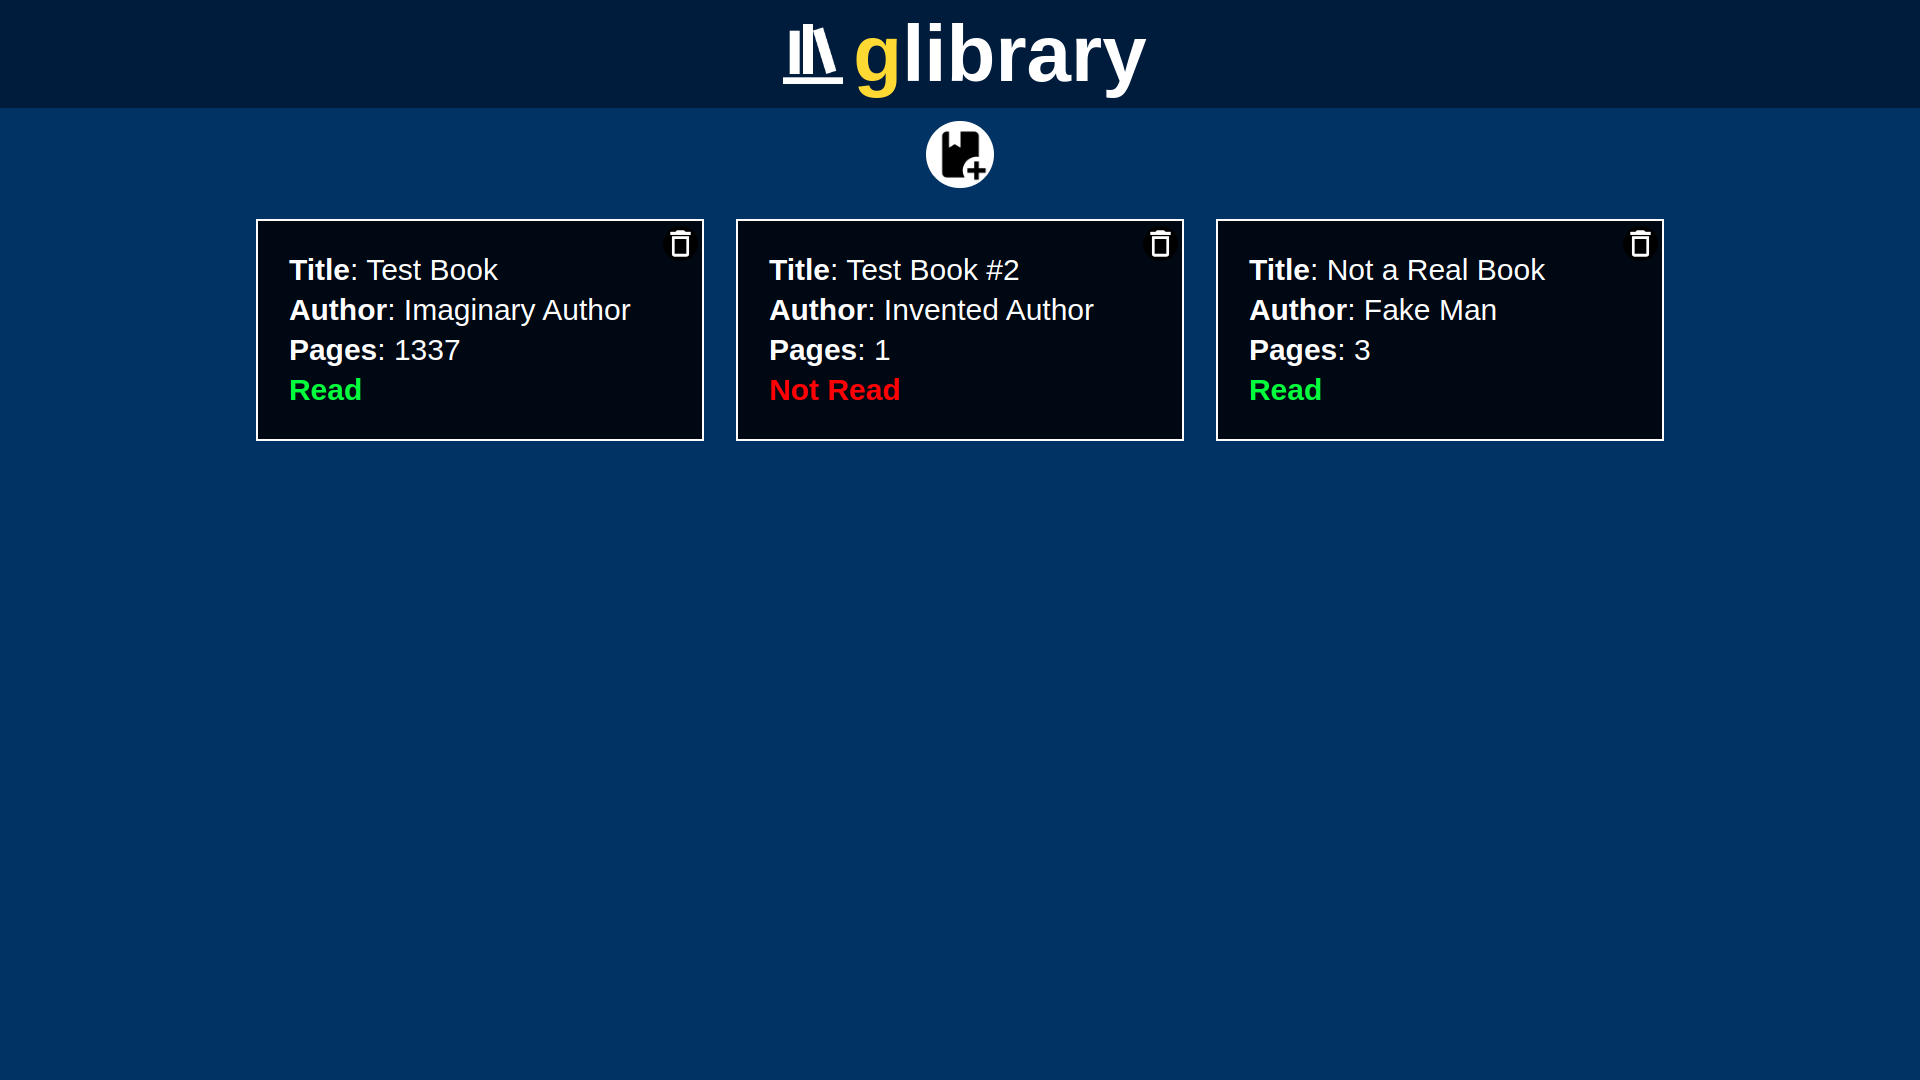 glibrary
Title: Test Book
Author: Imaginary Author
Pages: 1337
Read
Title: Test Book #2
Author: Invented Author
Pages: 1
Not Read
Title: Not a Real Book
Author: Fake Man
Pages: 3
Read